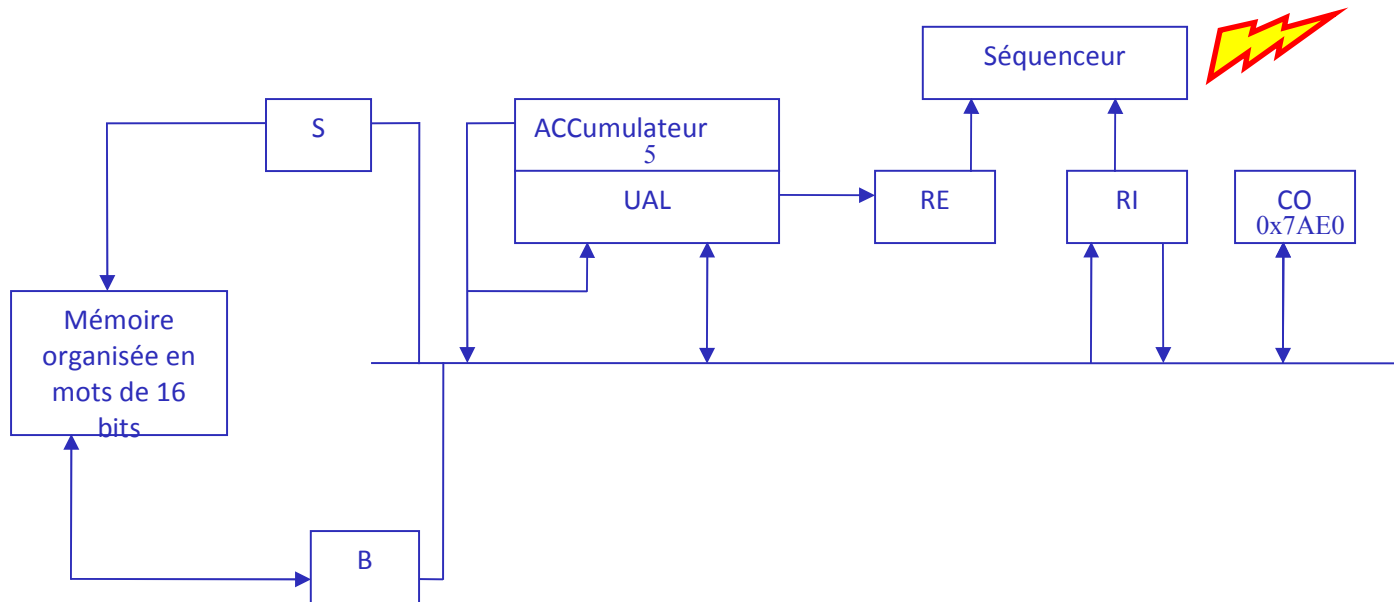 Séquenceur
S
ACCumulateur
5
UAL
RE
RI
CO
0x7AE0
Mémoire
organisée en
mots de 16
bits
B